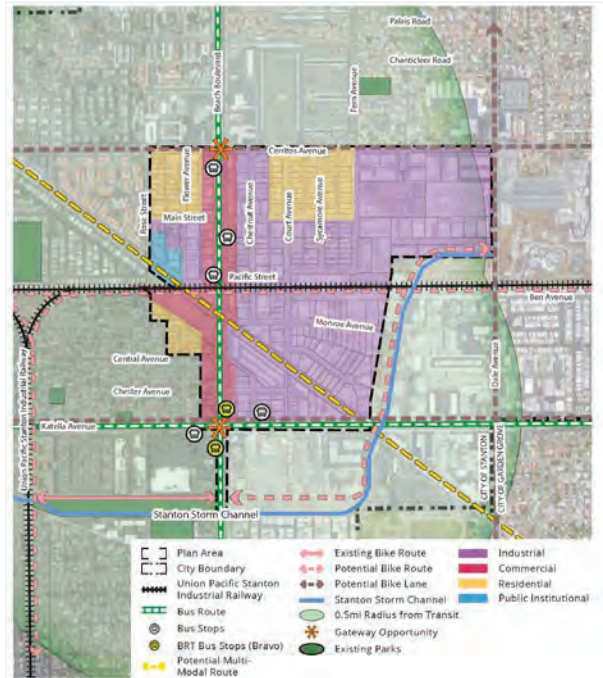 Palais Road
Chanticleer Road
Beach Boulevard
Fern Avenue
Cerritos Avenue
Flower Avenue
Rose Street
Main Street
Chestnut Avenue
Court Avenue
Sycamore Avenue
Pacific Street
Ben Avenue
Monroe Avenue
Central Avenue
Chester Avenue
Dale Avenue
Union Pacific Stanton Industrial Railway
Katella Avenue
CITY OF STANTON
CITY OF GARDEN GROVE
Stanton Storm Channel
Plan Area
City Boundary
Union Pacific Stanton
Industrial Railway
Bus Route
Bus Stops
BRT Bus Stops (Bravo)
Potential Multi-
Modal Route
Existing Bike Route
Potential Bike Route
Potential Bike Lane
Stanton Storm Channel
0.5mi Radius from Transit
Gateway Opportunity
Existing Parks
Industrial
Commercial
Residential
Public Institutional